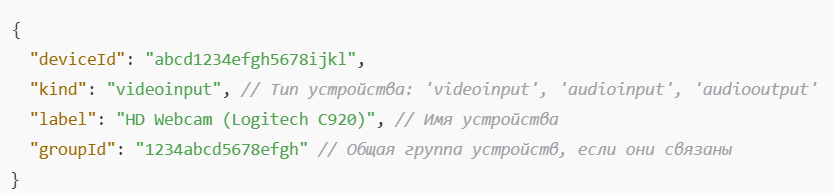 {
"deviceId": "abcd1234efgh5678ijkl",
"kind": "videoinput", // Тип устройства: 'videoinput', 'audioinput', 'audiooutput'
"label": "HD Webcam (Logitech C920)", // Имя устройства
"groupId": "1234abcd5678efgh" // Общая группа устройств, если они связаны
}